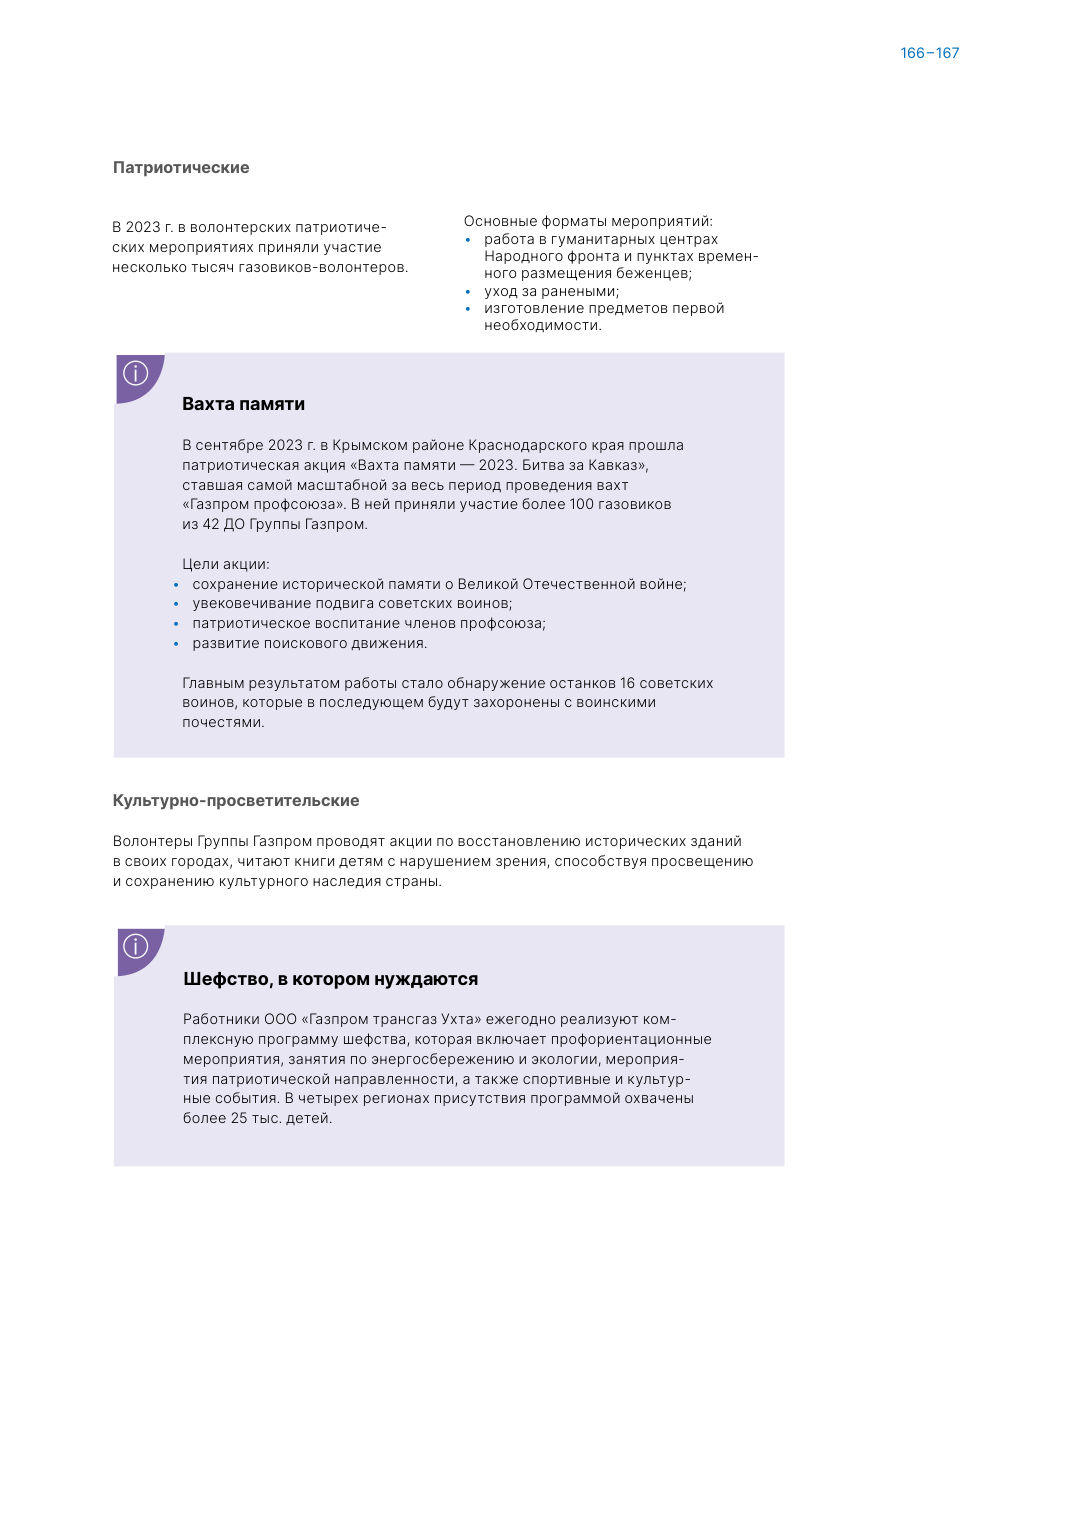 166–167
Патриотические
В 2023 г. в волонтерских патриотиче-
ских мероприятиях приняли участие
несколько тысяч газовиков-волонтеров.
Основные форматы мероприятий:
• работа в гуманитарных центрах
Народного фронта и пунктах времен-
ного размещения беженцев;
• уход за ранеными;
• изготовление предметов первой
необходимости.
Вахта памяти
В сентябре 2023 г. в Крымском районе Краснодарского края прошла
патриотическая акция «Вахта памяти — 2023. Битва за Кавказ»,
ставшая самой масштабной за весь период проведения вахт
«Газпром профсоюза». В ней приняли участие более 100 газовиков
из 42 ДО Группы Газпром.
Цели акции:
• сохранение исторической памяти о Великой Отечественной войне;
• увековечивание подвига советских воинов;
• патриотическое воспитание членов профсоюза;
• развитие поискового движения.
Главным результатом работы стало обнаружение останков 16 советских
воинов, которые в последующем будут захоронены с воинскими
почестями.
Культурно-просветительские
Волонтеры Группы Газпром проводят акции по восстановлению исторических зданий
в своих городах, читают книги детям с нарушением зрения, способствуя просвещению
и сохранению культурного наследия страны.
Шефство, в котором нуждаются
Работники ООО «Газпром трансгаз Ухта» ежегодно реализуют ком-
плексную программу шефства, которая включает профориентационные
мероприятия, занятия по энергосбережению и экологии, мероприя-
тия патриотической направленности, а также спортивные и культур-
ные события. В четырех регионах присутствия программой охвачены
более 25 тыс. детей.